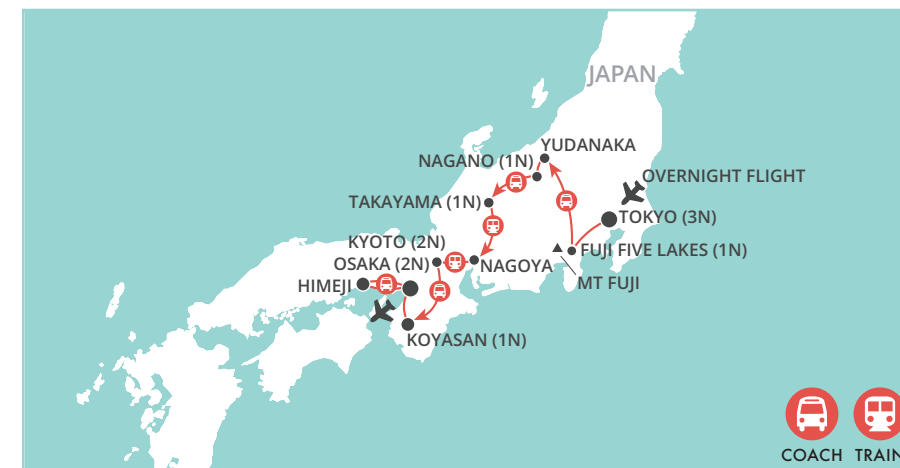 JAPAN
YUDANAKA
NAGANO (1N)
OVERNIGHT FLIGHT
TAKAYAMA (1N)
TOKYO (3N)
KYOTO (2N)
FUJI FIVE LAKES (1N)
OSAKA (2N)
NAGOYA
HIMEJI
MT FUJI
KOYASAN (1N)
COACH TRAIN